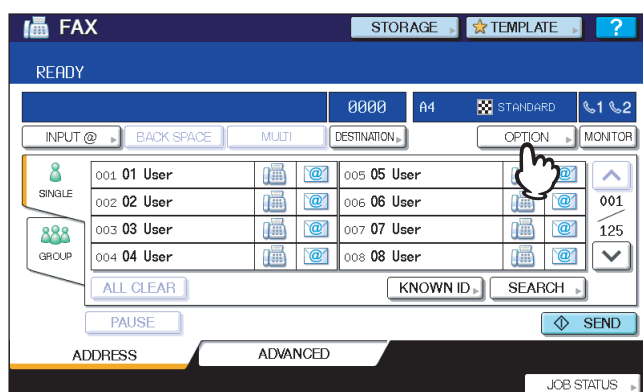 FAX STORAGE TEMPLATE ?
READY
0000 A4 STANDARD 1 2
INPUT @ BACK SPACE MULTI DESTINATION OPTION MONITOR
SINGLE
001 01 User @ 005 05 User @
002 02 User @ 006 06 User @
003 03 User @ 007 07 User @
004 04 User @ 008 08 User @
001
125
GROUP
ALL CLEAR KNOWN ID SEARCH
PAUSE SEND
ADDRESS ADVANCED
JOB STATUS